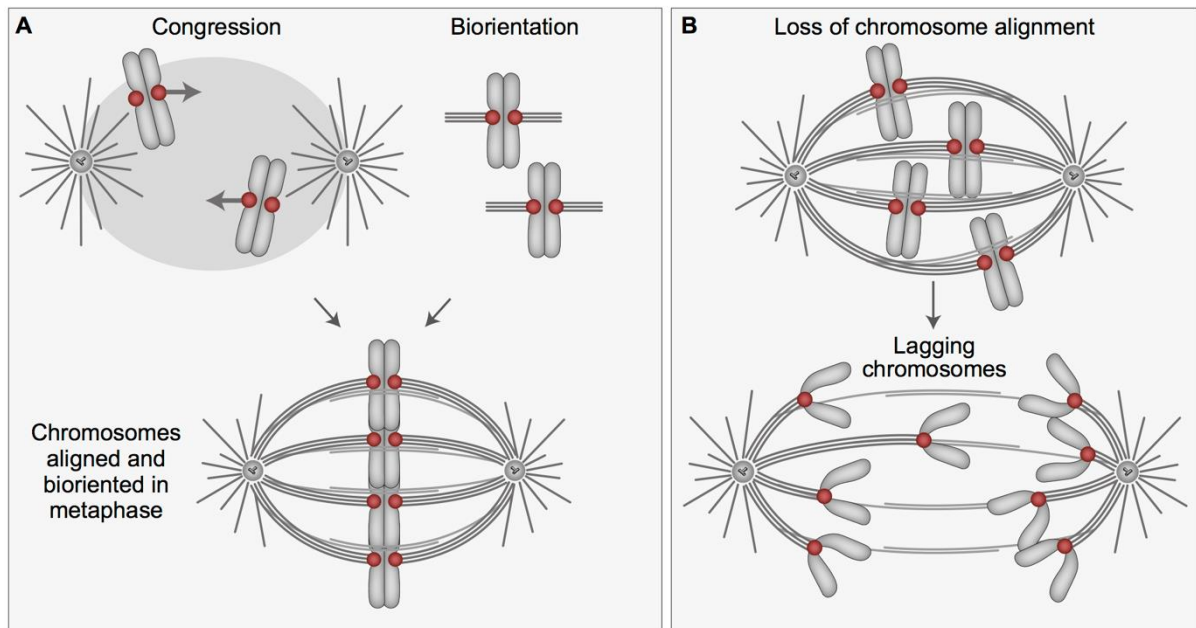 A
Congression
Biorientation
Chromosomes
aligned and
bioriented in
metaphase
B
Loss of chromosome alignment
Lagging
chromosomes